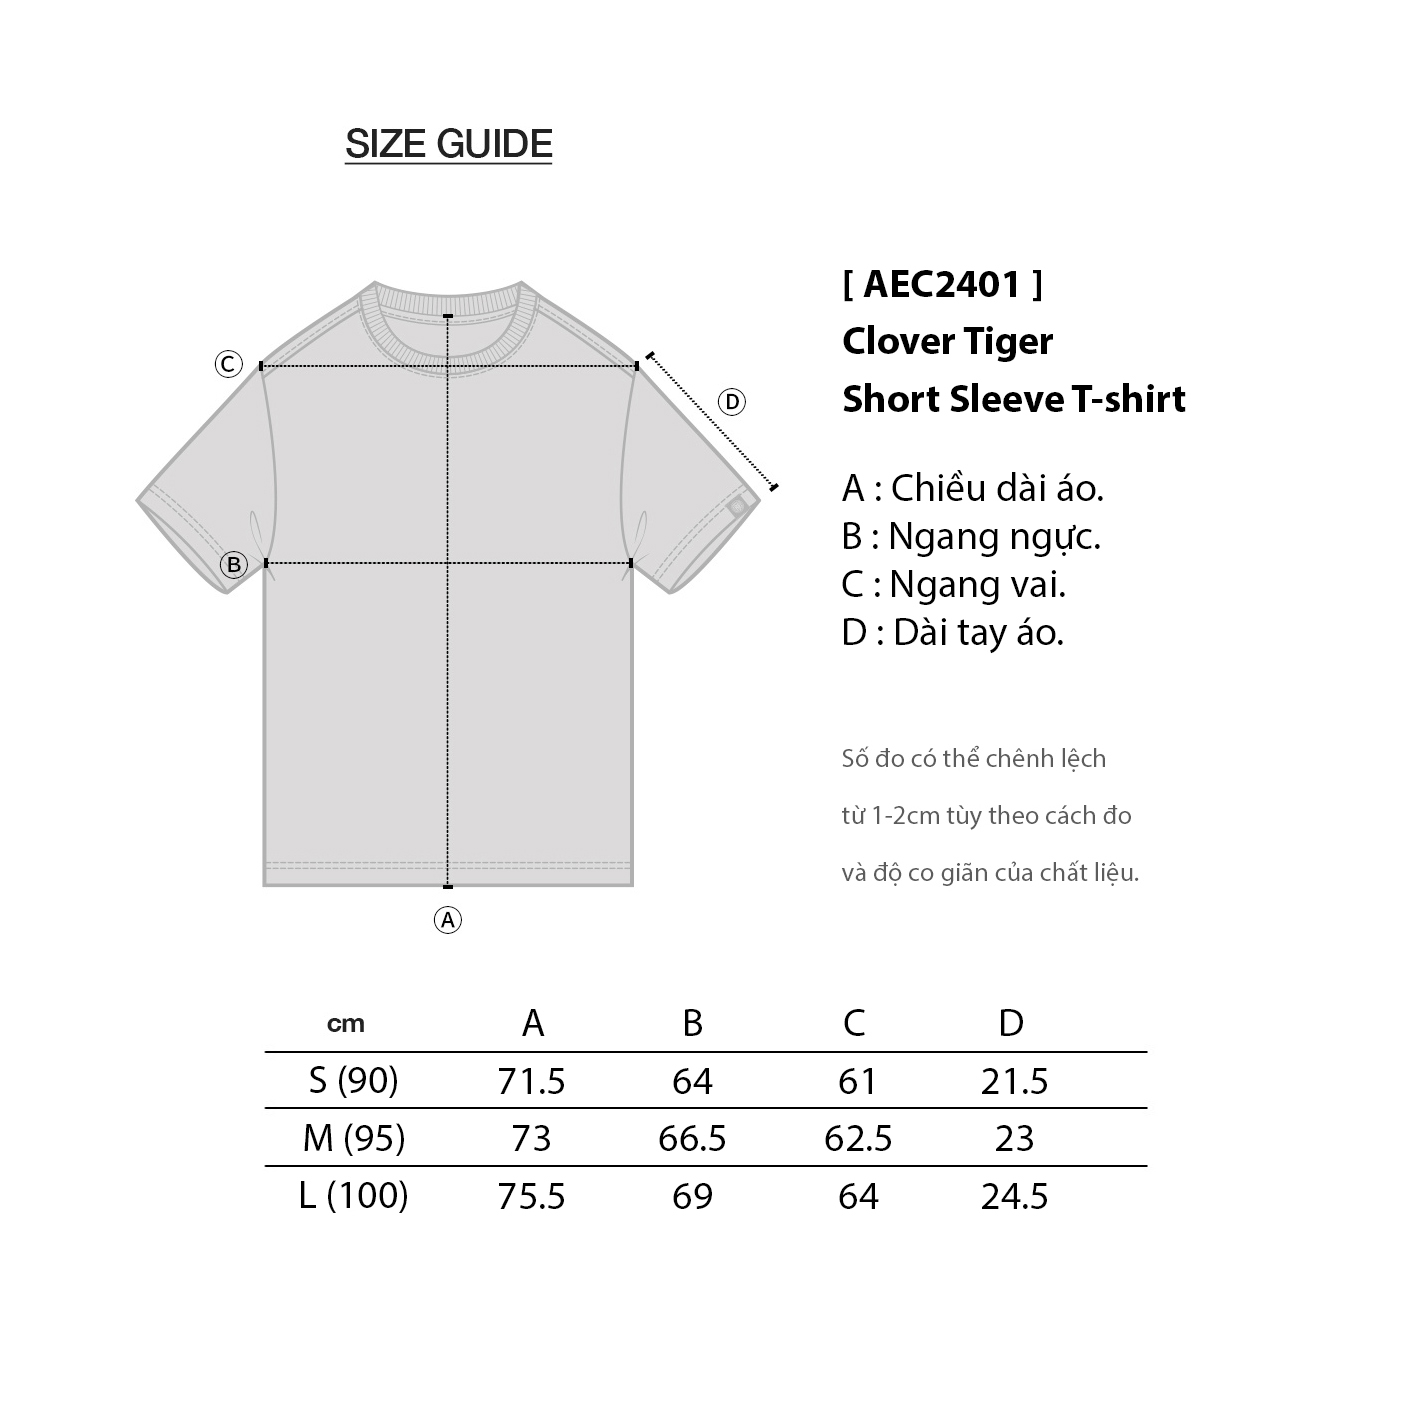 SIZE GUIDE
[ AEC2401 ]
Clover Tiger
Short Sleeve T-shirt
C
D
B
A
A : Chiều dài áo.
B : Ngang ngực.
C : Ngang vai.
D : Dài tay áo.
Số đo có thể chênh lệch
từ 1-2cm tùy theo cách đo
và độ co giãn của chất liệu.
cm A B C D
S (90) 71.5 64 61 21.5
M (95) 73 66.5 62.5 23
L (100) 75.5 69 64 24.5